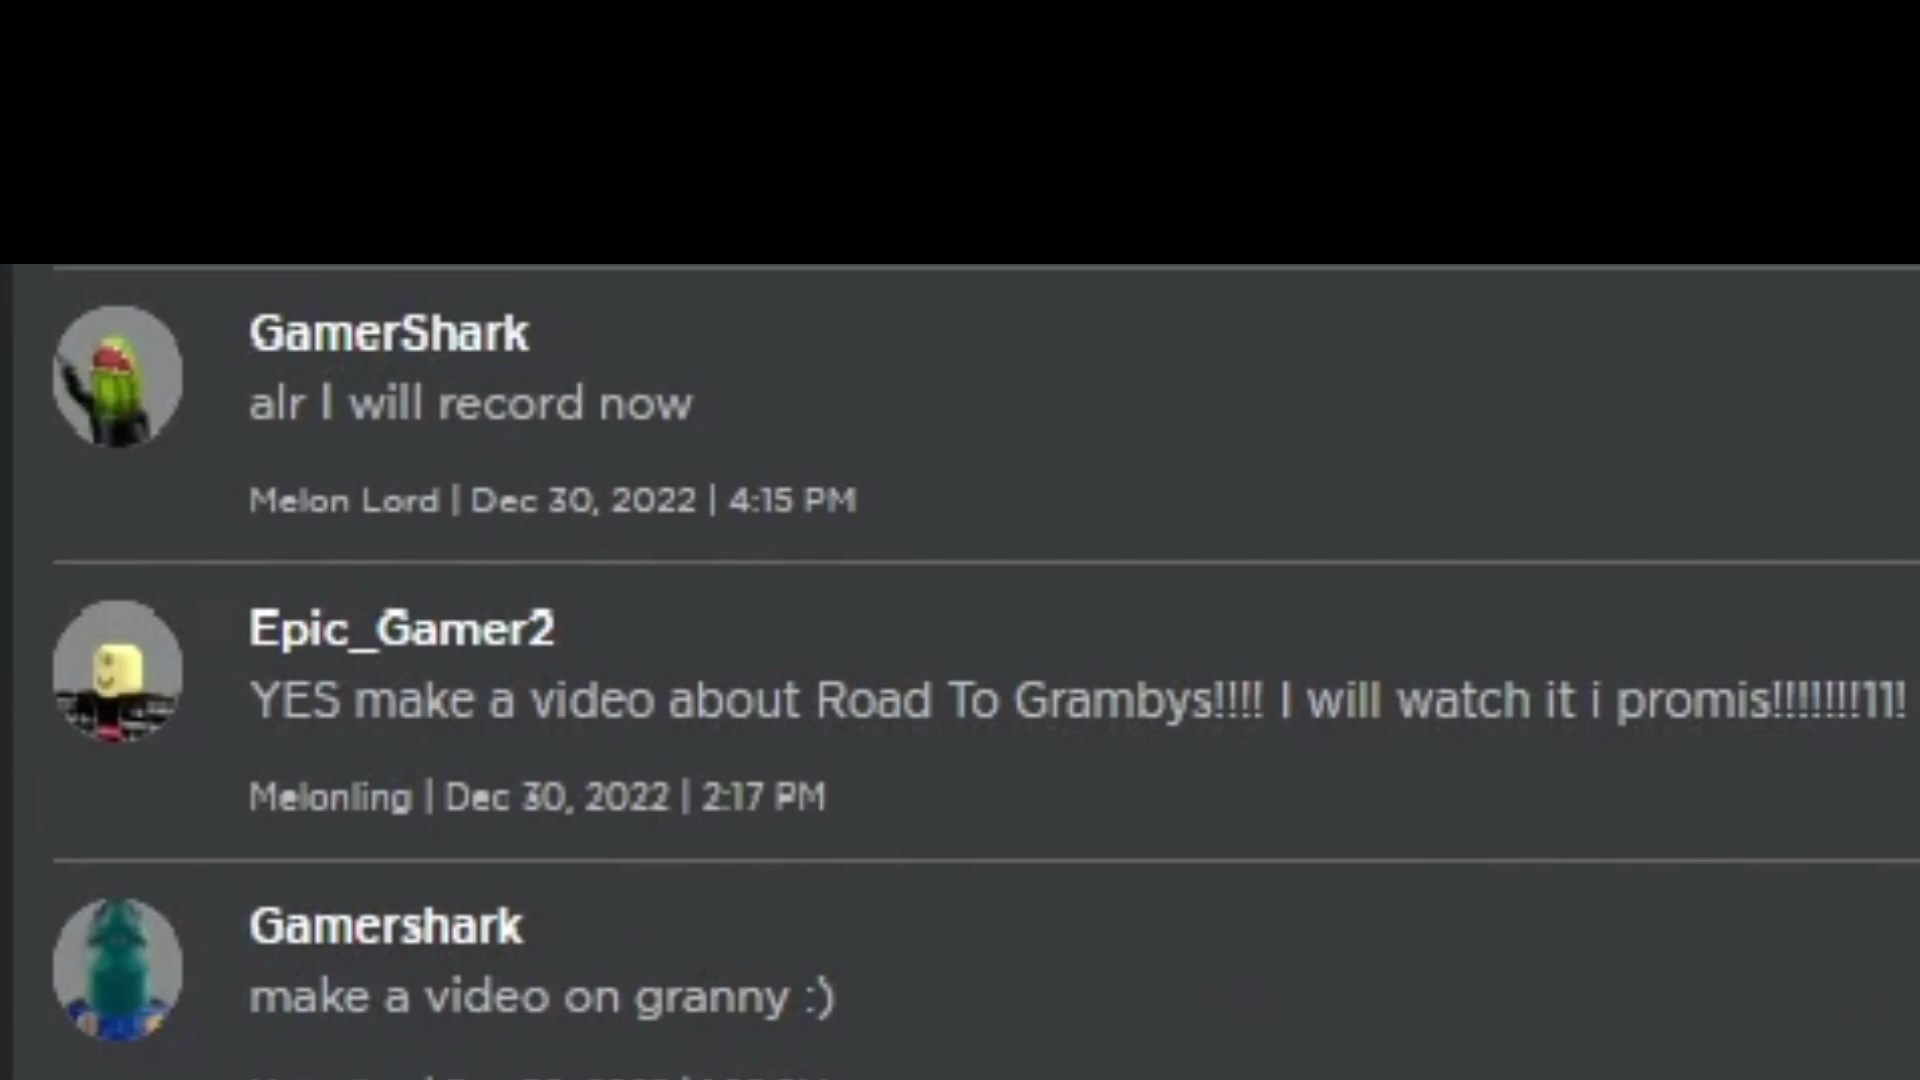 GamerShark
alr I will record now
Melon Lord | Dec 30, 2022 | 4:15 PM
Epic_Gamer2
YES make a video about Road To Grambys!!!! I will watch it i promis!!!!!!!11!
Melonling | Dec 30, 2022 | 2:17 PM
Gamershark
make a video on granny :)